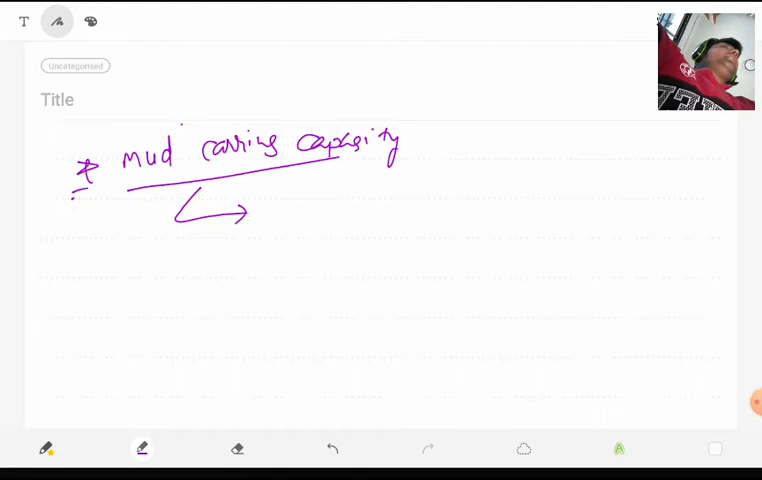 T
Uncategorised
Title
* mud carring capasity
A